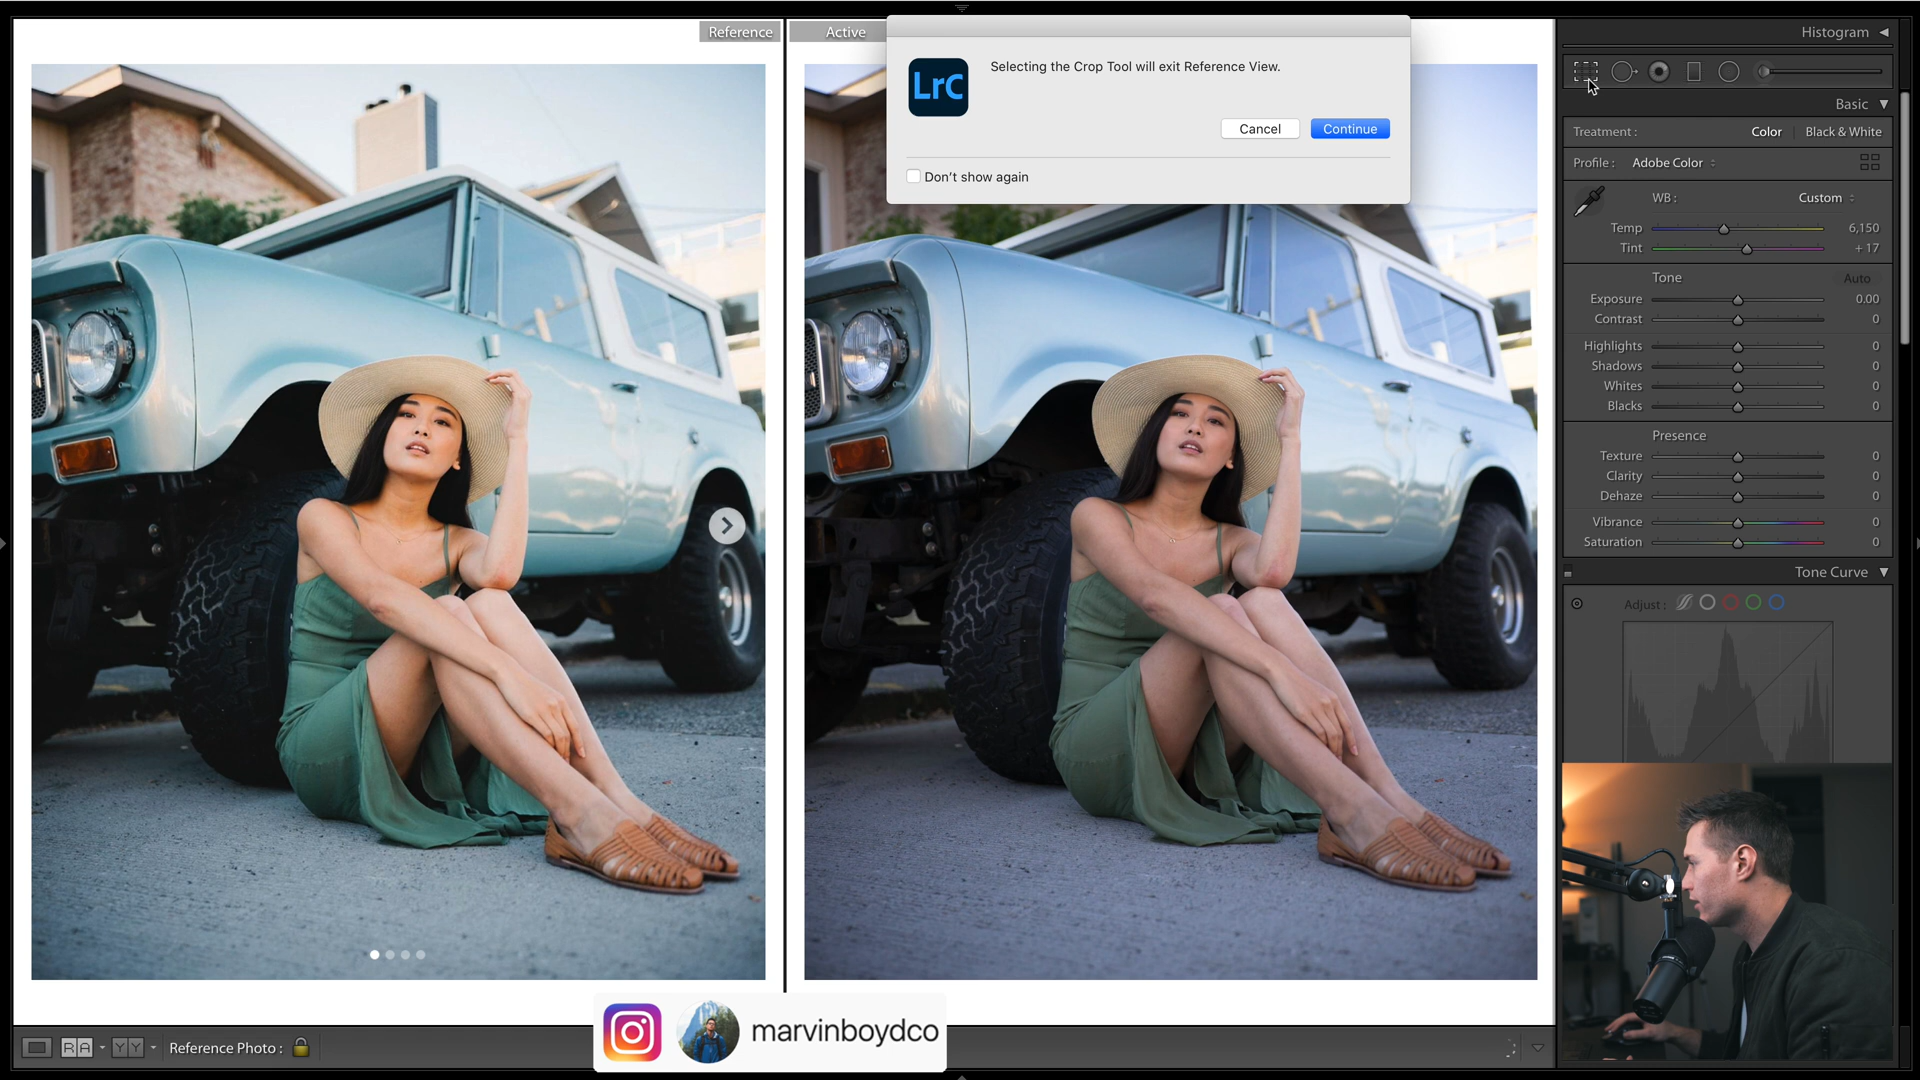 Reference
Active
LrC
Selecting the Crop Tool will exit Reference View.
Cancel
Continue
Don't show again
Histogram
Basic
Treatment :
Color
Black & White
Profile :
Adobe Color
WB :
Custom
Temp
6,150
Tint
+ 17
Tone
Auto
Exposure
0.00
Contrast
0
Highlights
0
Shadows
0
Whites
0
Blacks
0
Presence
Texture
0
Clarity
0
Dehaze
0
Vibrance
0
Saturation
0
Tone Curve
Adjust :
R A
Y Y
Reference Photo :
marvinboydco